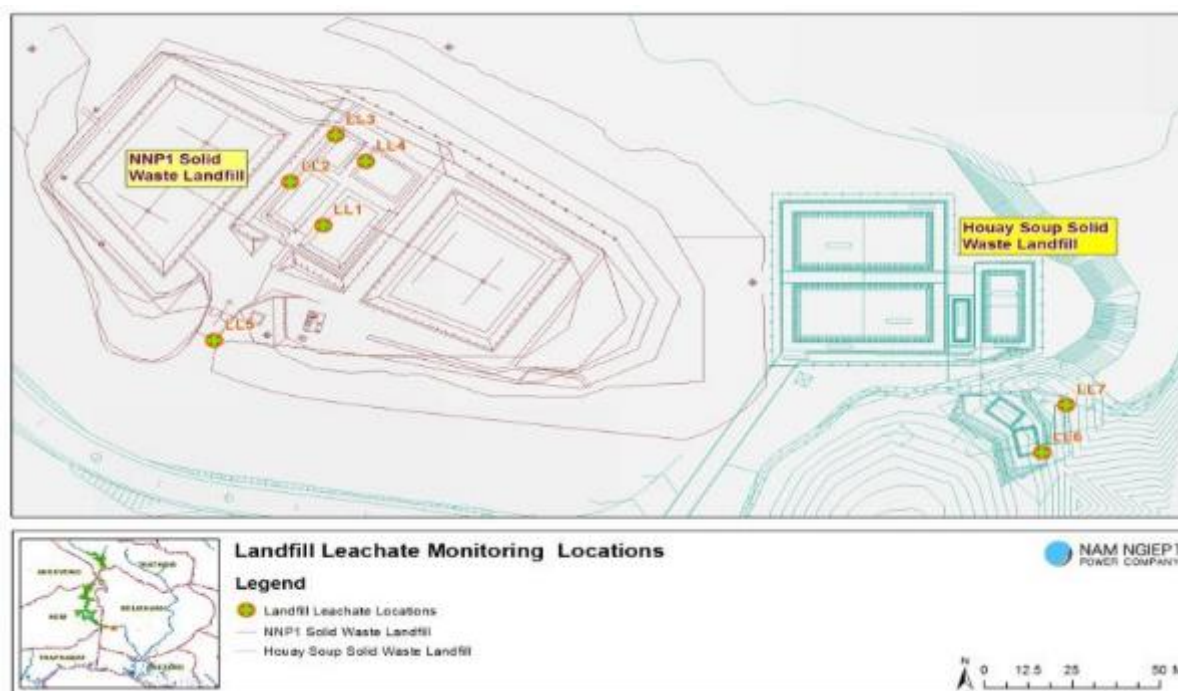 LL3
LL4
NNP1 Solid
Waste Landfill
LL2
LL1
Houay Soup Solid
Waste Landfill
LL5
LL7
LL6
Landfill Leachate Monitoring Locations
NAM NGIEP1
POWER COMPANY
Legend
Landfill Leachate Locations
NNP1 Solid Waste Landfill
Houay Soup Solid Waste Landfill
N
0 12.5 25 50 M